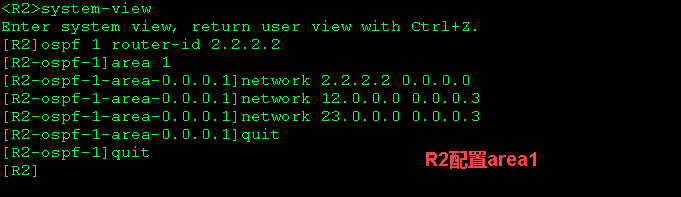 <R2>system-view
Enter system view, return user view with Ctrl+Z.
[R2]ospf 1 router-id 2.2.2.2
[R2-ospf-1]area 1
[R2-ospf-1-area-0.0.0.1]network 2.2.2.2 0.0.0.0
[R2-ospf-1-area-0.0.0.1]network 12.0.0.0 0.0.0.3
[R2-ospf-1-area-0.0.0.1]network 23.0.0.0 0.0.0.3
[R2-ospf-1-area-0.0.0.1]quit
[R2-ospf-1]quit
R2配置area1
[R2]